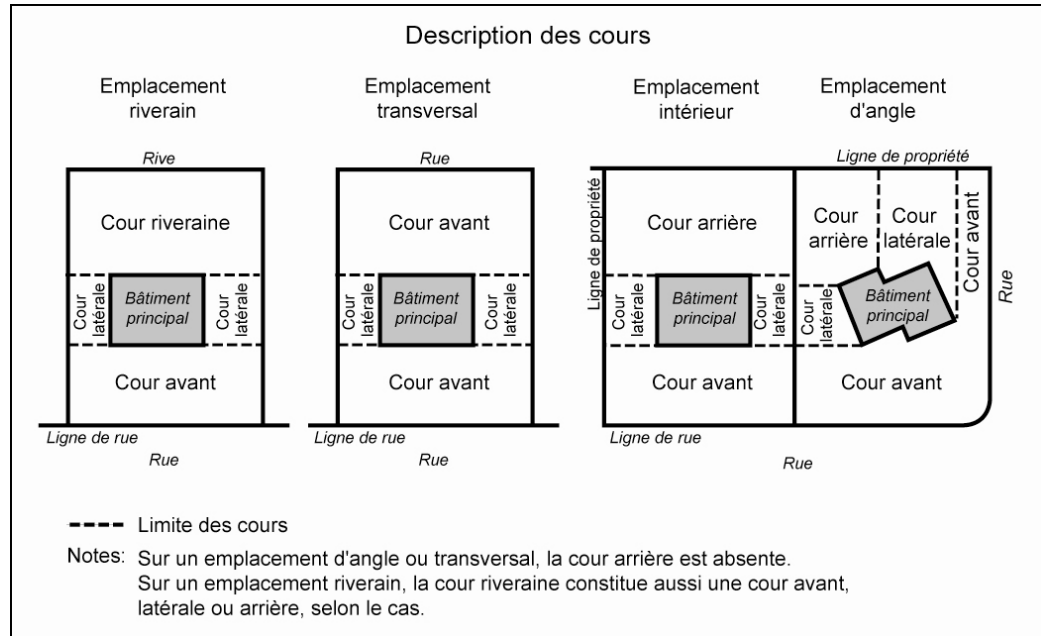 Description des cours
Emplacement
riverain
Emplacement
transversal
Emplacement
intérieur
Emplacement
d'angle
Rive
Rue
Ligne de propriété
Ligne de propriété
Cour riveraine
Cour avant
Cour arrière
Cour
arrière
Cour
latérale
Cour avant
Rue
Cour
latérale
Bâtiment
principal
Cour
latérale
Cour
latérale
Bâtiment
principal
Cour
latérale
Cour
latérale
Bâtiment
principal
Cour
latérale
Cour
latérale
Bâtiment
principal
Cour avant
Cour avant
Cour avant
Cour avant
Ligne de rue
Rue
Ligne de rue
Rue
Ligne de rue
Rue
Limite des cours
Notes: Sur un emplacement d'angle ou transversal, la cour arrière est absente.
Sur un emplacement riverain, la cour riveraine constitue aussi une cour avant,
latérale ou arrière, selon le cas.